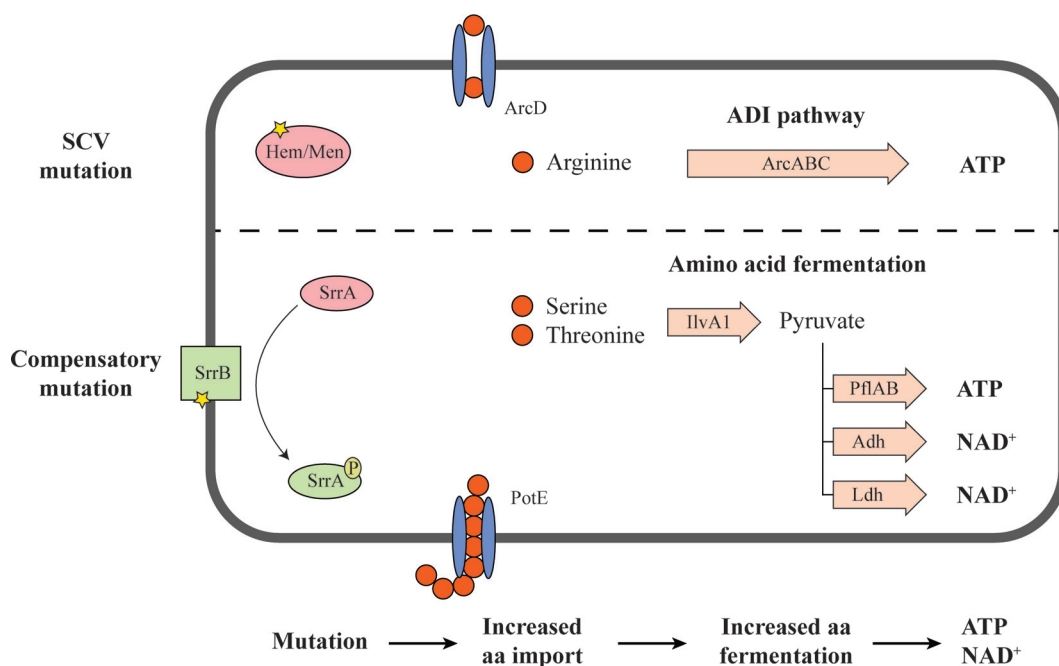 ArcD
SCV
mutation
Hem/Men
Arginine
ADI pathway
ArcABC
ATP
Compensatory
mutation
SrrB
SrrA
SrrA
P
Amino acid fermentation
Serine
Threonine
IlvA1
Pyruvate
PflAB
ATP
Adh
NAD⁺
Ldh
NAD⁺
PotE
Mutation
Increased
aa import
Increased aa
fermentation
ATP
NAD⁺